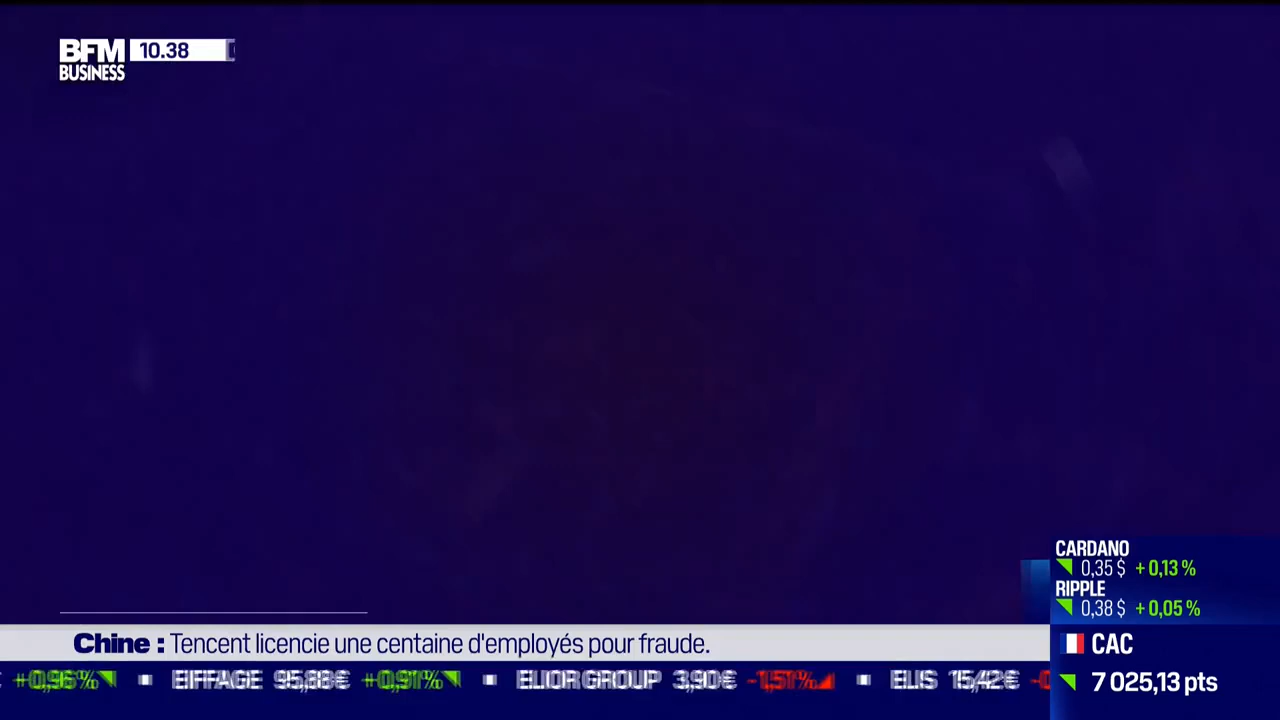 BFM
BUSINESS
10.38
CARDANO
0,35 $ +0,13 %
RIPPLE
0,38 $ +0,05 %
Chine : Tencent licencie une centaine d'employés pour fraude.
CAC
7 025,13 pts
+0,96% EIFFAGE 95,88€ +0,91% ELIOR GROUP 3,90€ -1,51% ELIS 15,42€